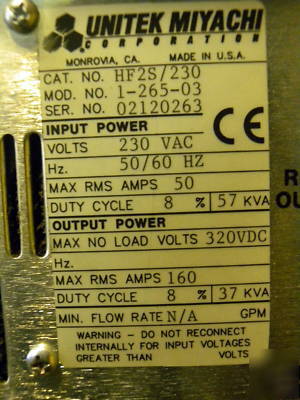 UNITEK MIYACHI
CORPORATION
MONROVIA, CA. MADE IN U.S.A.
CAT. NO. HF2S/230
MOD. NO. 1-265-03
SER. NO. 02120263
INPUT POWER
CE
VOLTS 230 VAC
Hz. 50/60 HZ
MAX RMS AMPS 50
DUTY CYCLE 8 % 57 KVA
OUTPUT POWER
MAX NO LOAD VOLTS 320VDC
Hz.
MAX RMS AMPS 160
DUTY CYCLE 8 % 37 KVA
MIN. FLOW RATE N/A GPM
WARNING - DO NOT RECONNECT
INTERNALLY FOR INPUT VOLTAGES
GREATER THAN VOLTS
R
OU